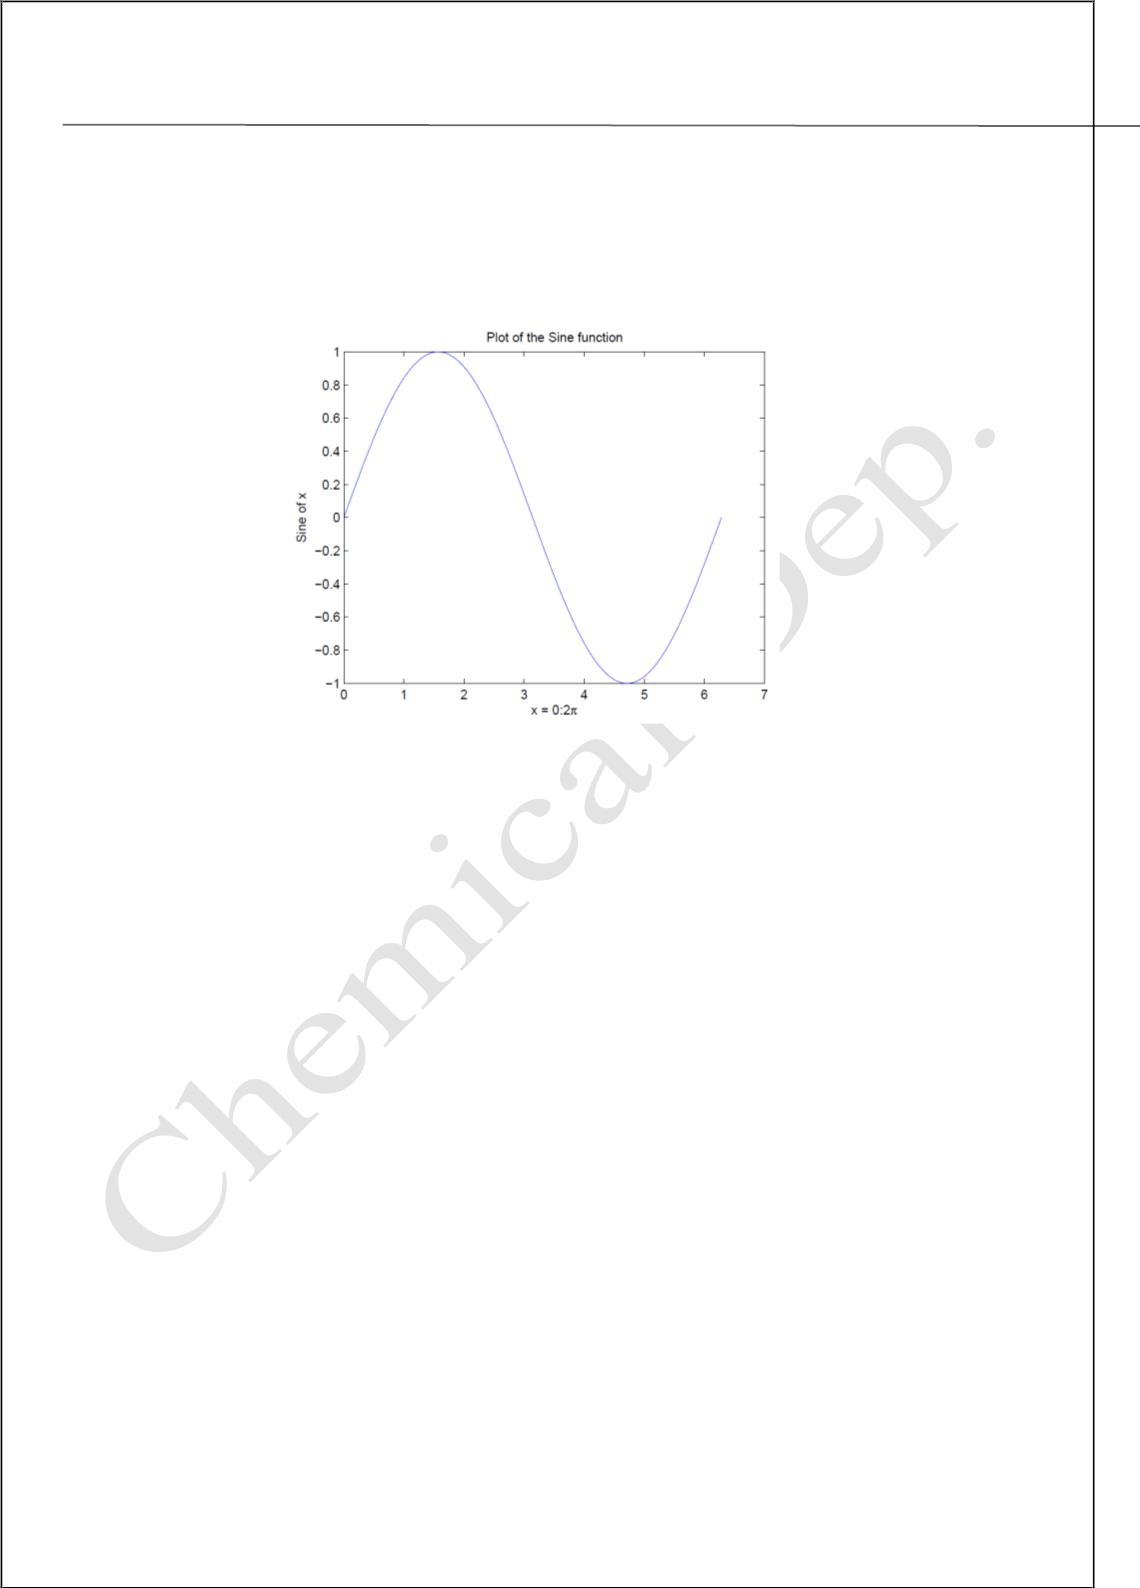 Plot of the Sine function
1
0.8
0.6
0.4
0.2
0
−0.2
−0.4
−0.6
−0.8
−1
Sine of x
0 1 2 3 4 5 6 7
x = 0:2π
Chemical Dep.